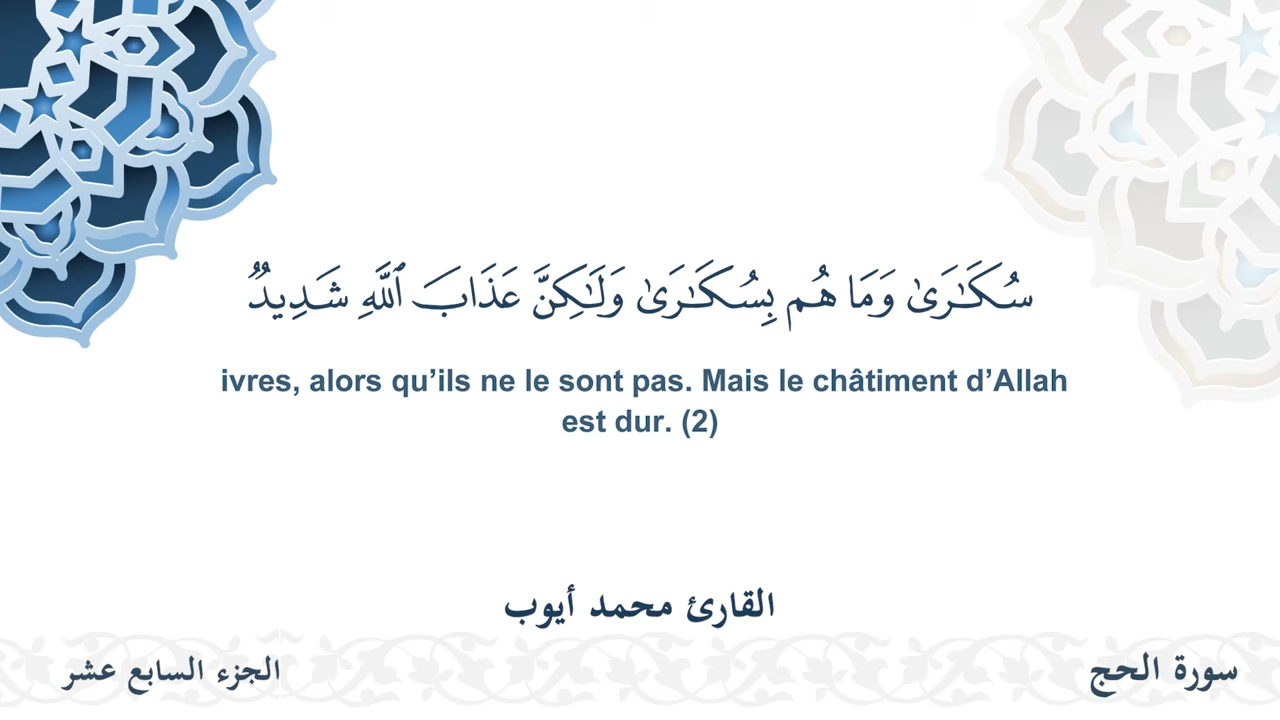 سُكَـٰرَىٰ وَمَا هُم بِسُكَـٰرَىٰ وَلَـٰكِنَّ عَذَابَ ٱللَّهِ شَدِيدٌۭ
ivres, alors qu’ils ne le sont pas. Mais le châtiment d’Allah
est dur. (2)
القارئ محمد أيوب
سورة الحج
الجزء السابع عشر